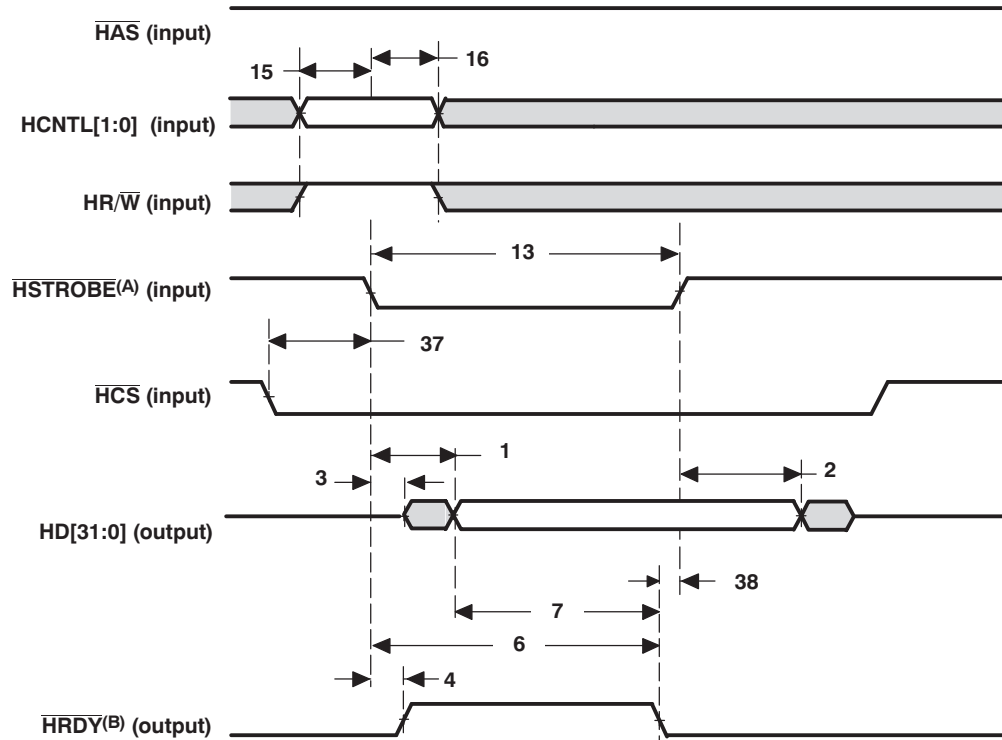 HAS (input)
15
16
HCNTL[1:0] (input)
HR/W (input)
13
HSTROBE(A) (input)
37
HCS (input)
1
3
2
HD[31:0] (output)
38
7
6
4
HRDY(B) (output)